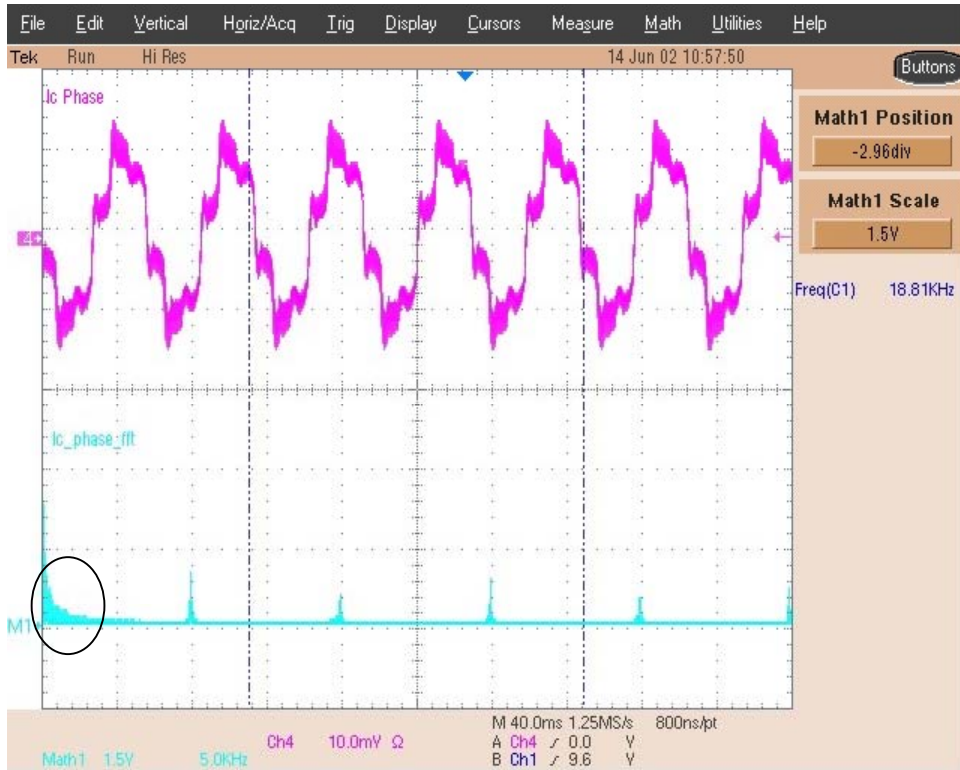 File Edit Vertical Horiz/Acq Trig Display Cursors Measure Math Utilities Help
Tek Run Hi Res 14 Jun 02 10:57:50
Buttons
Ic Phase
Math1 Position
-2.96div
Math1 Scale
1.5V
4
Freq(C1) 18.81KHz
Ic_phase_fft
M1
M 40.0ms 1.25MS/s 800ns/pt
Ch4 10.0mV Ω A Ch4 ∕ 0.0 V
Math1 1.5V 5.0KHz B Ch1 ∕ 9.6 V